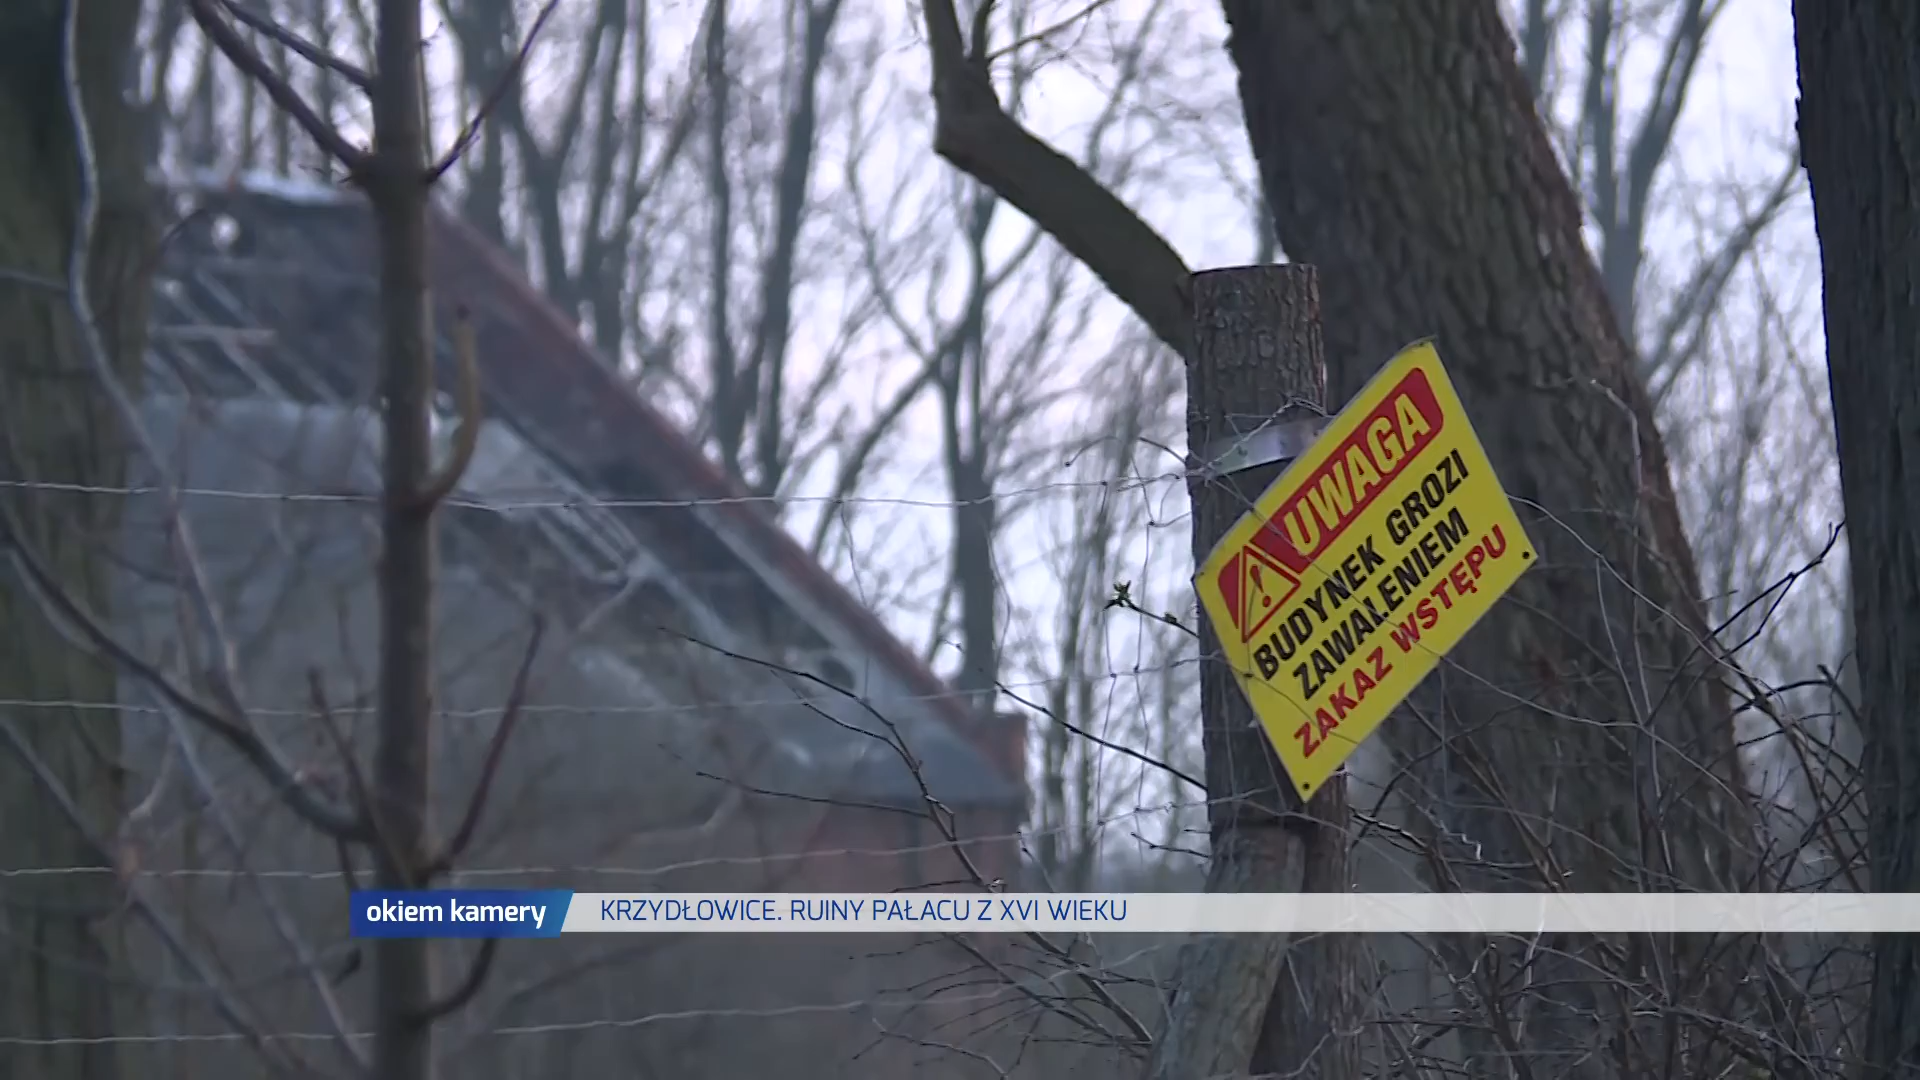 UWAGA
BUDYNEK GROZI
ZAWALENIEM
ZAKAZ WSTĘPU
okiem kamery
KRZYDŁOWICE. RUINY PAŁACU Z XVI WIEKU